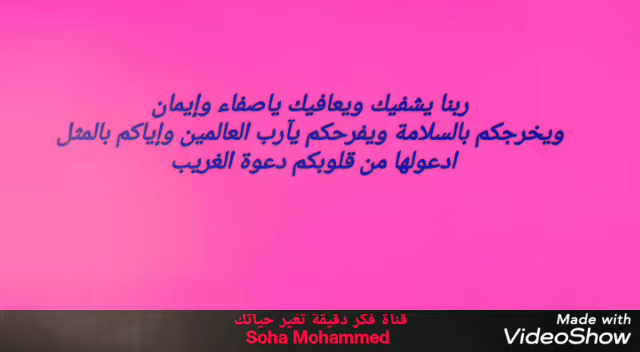 ربنا يشفيك ويعافيك ياصفاء وإيمان
ويخرجكم بالسلامة ويفرحكم يآرب العالمين وإياكم بالمثل
ادعولها من قلوبكم دعوة الغريب
قناة فكر دقيقة تغير حياتك
Soha Mohammed
Made with
VideoShow